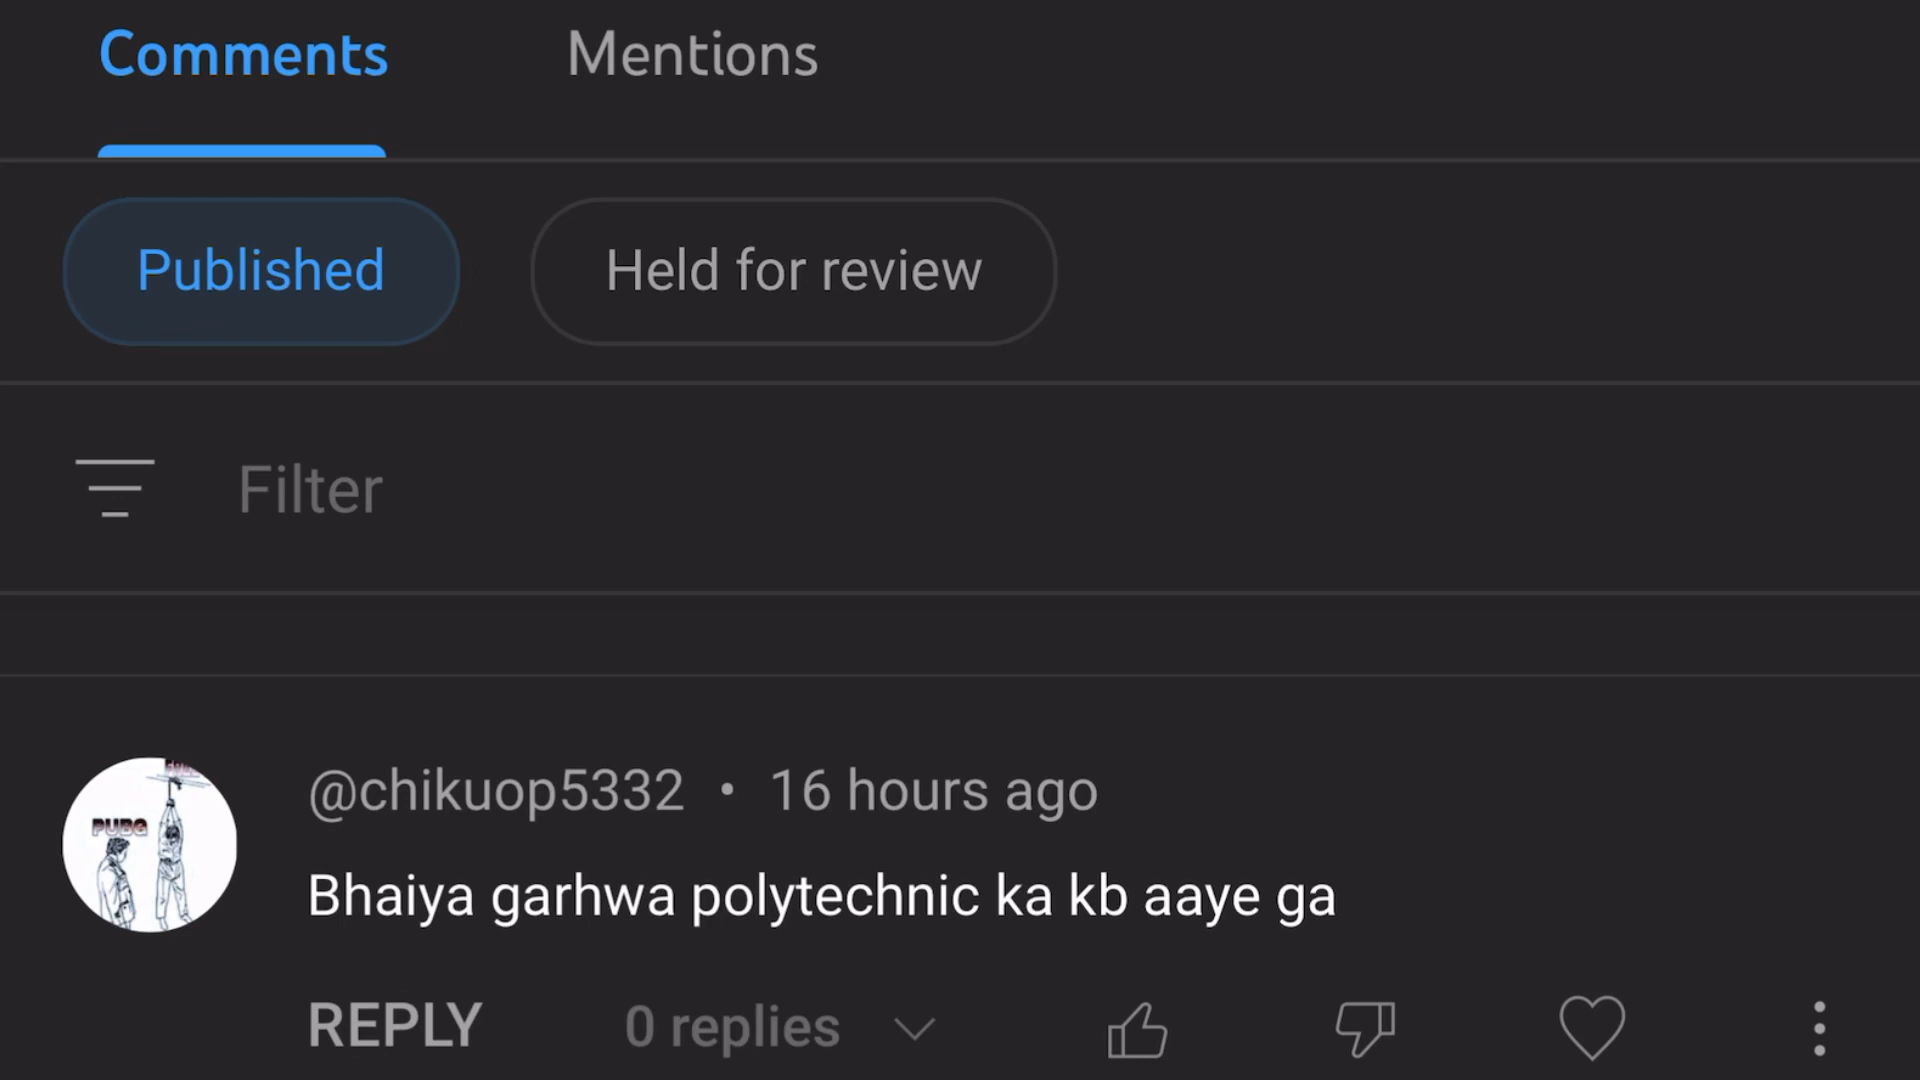 Comments Mentions
Published Held for review
Filter
PUBG
@chikuop5332 • 16 hours ago
Bhaiya garhwa polytechnic ka kb aaye ga
REPLY 0 replies